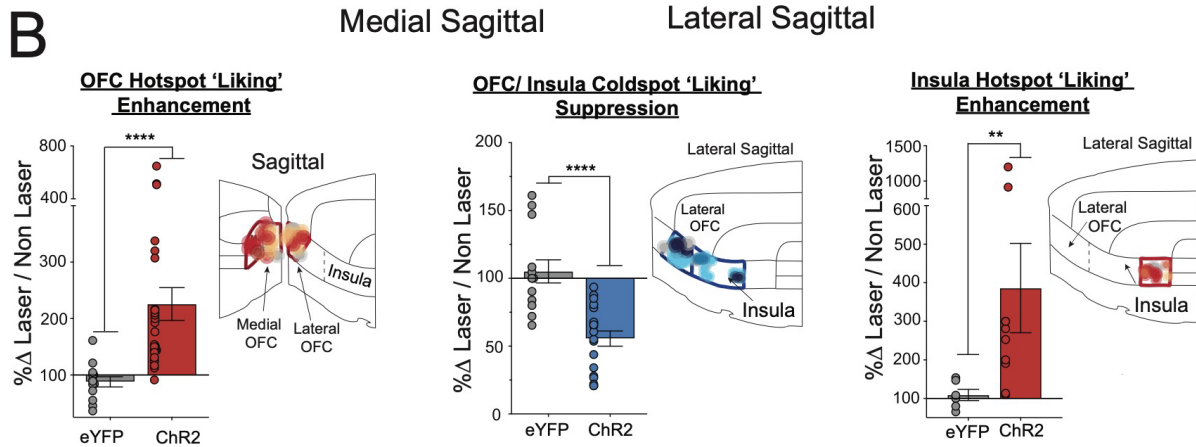 B
Medial Sagittal
Lateral Sagittal
OFC Hotspot ‘Liking’
Enhancement
%Δ Laser / Non Laser
800
400
300
200
100
****
eYFP
ChR2
Sagittal
Insula
Medial
OFC
Lateral
OFC
OFC/ Insula Coldspot ‘Liking’
Suppression
%Δ Laser / Non Laser
200
150
100
50
0
****
eYFP
ChR2
Lateral Sagittal
Lateral
OFC
Insula
Insula Hotspot ‘Liking’
Enhancement
%Δ Laser / Non Laser
1500
1000
600
500
400
300
200
100
**
eYFP
ChR2
Lateral Sagittal
Lateral
OFC
Insula